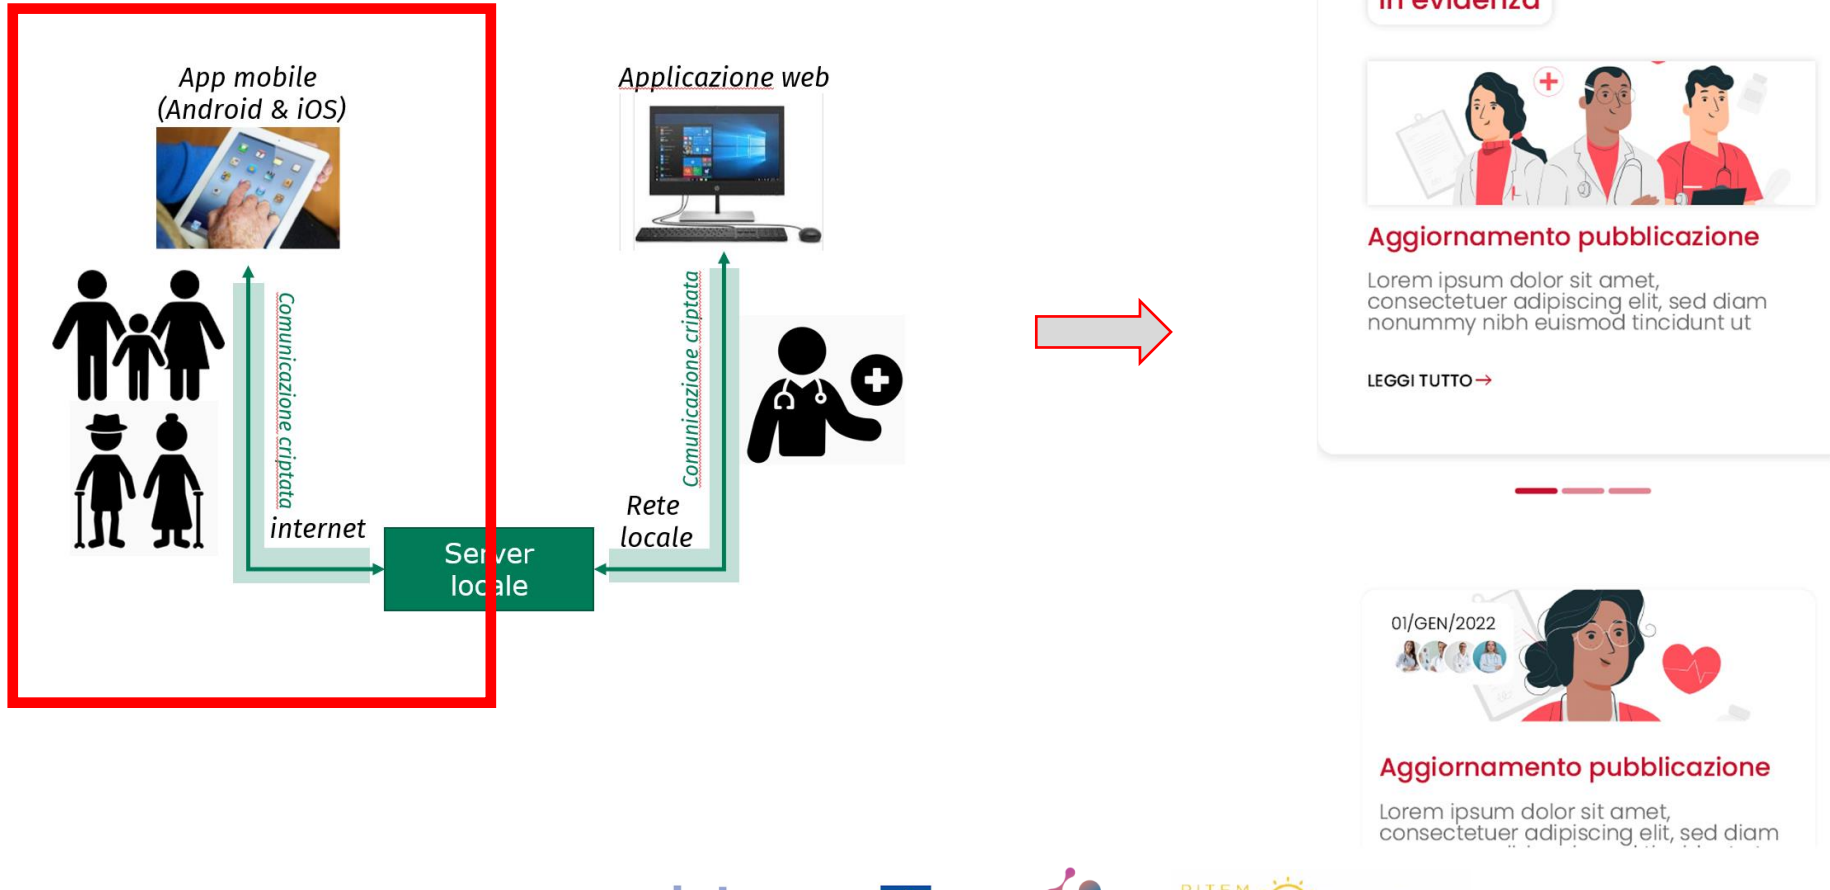 App mobile
(Android & iOS)
Comunicazione criptata
internet
Server
locale
Applicazione web
Comunicazione criptata
Rete
locale
in evidenza
Aggiornamento pubblicazione
Lorem ipsum dolor sit amet,
consectetuer adipiscing elit, sed diam
nonummy nibh euismod tincidunt ut
LEGGI TUTTO
01/GEN/2022
Aggiornamento pubblicazione
Lorem ipsum dolor sit amet,
consectetuer adipiscing elit, sed diam